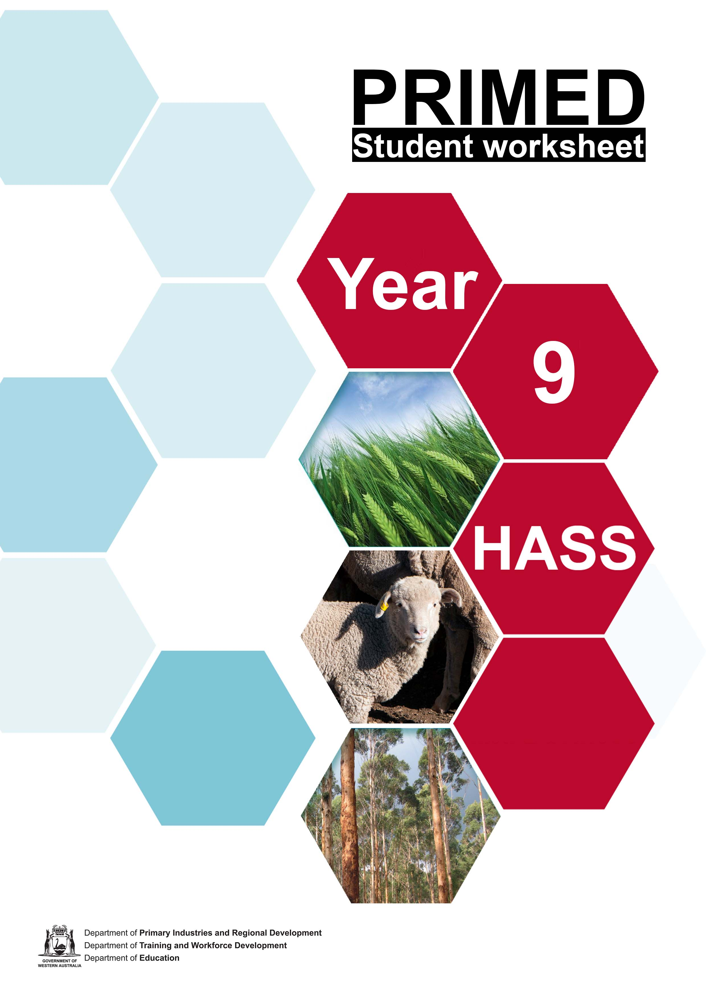 PRIMED
Student worksheet
Year
9
HASS
Department of Primary Industries and Regional Development
Department of Training and Workforce Development
Department of Education
GOVERNMENT OF
WESTERN AUSTRALIA